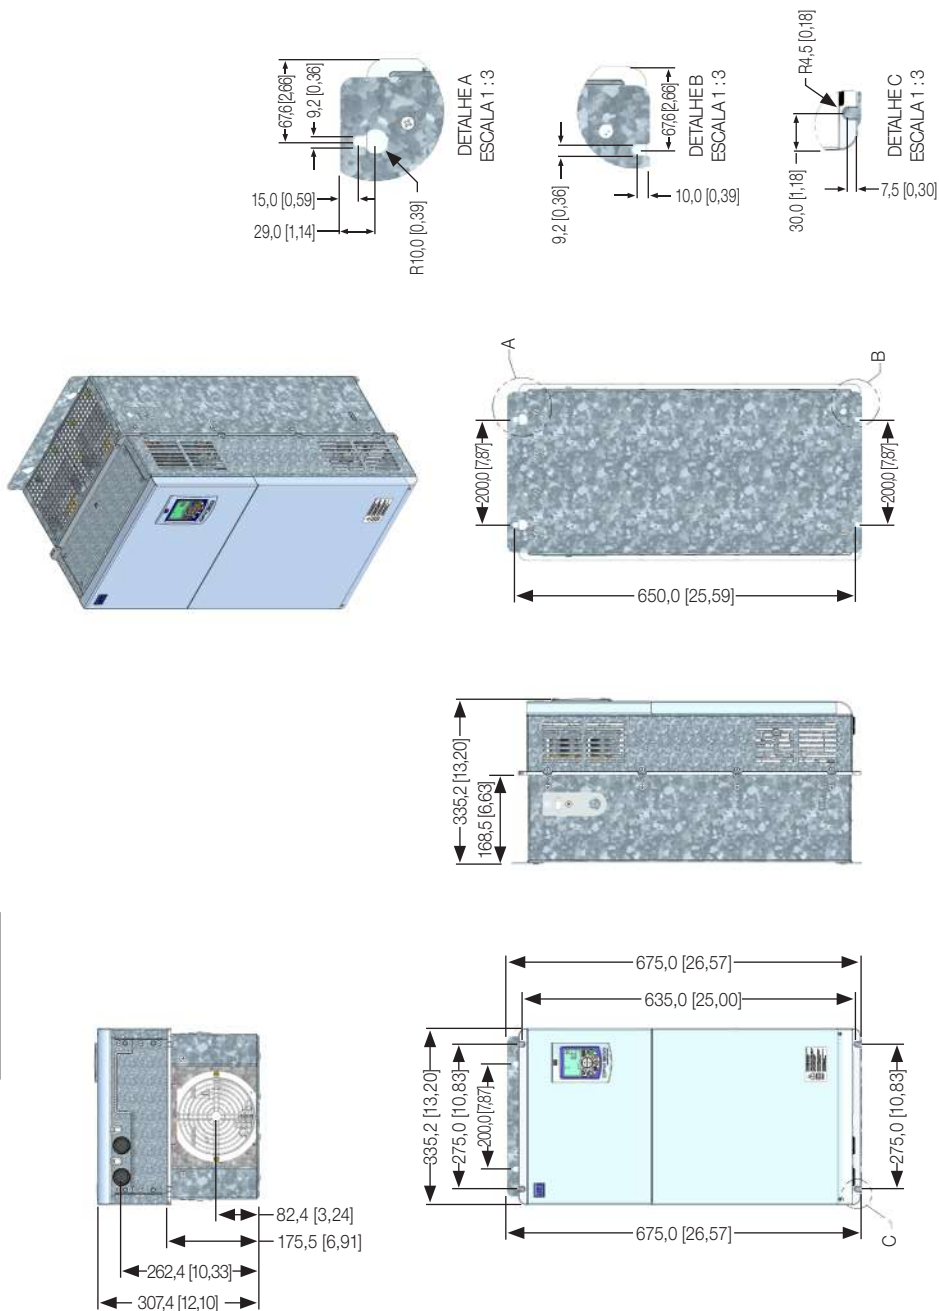 67,6[2,66]
9,2 [0,36]
15,0 [0,59]
29,0 [1,14]
R10,0 [0,39]
DETALHE A
ESCALA 1 :3
9,2 [0,36]
67,6[2,66]
10,0 [0,39]
DETALHE B
ESCALA 1 :3
R4,5 [0,18]
30,0 [1,18]
7,5 [0,30]
DETALHE C
ESCALA 1 :3
A
B
200,0 [7,87]
200,0 [7,87]
650,0 [25,59]
335,2 [13,20]
168,5 [6,63]
675,0 [26,57]
635,0 [25,00]
335,2 [13,20]
275,0 [10,83]
200,0 [7,87]
275,0 [10,83]
675,0 [26,57]
C
82,4 [3,24]
175,5 [6,91]
262,4 [10,33]
307,4 [12,10]